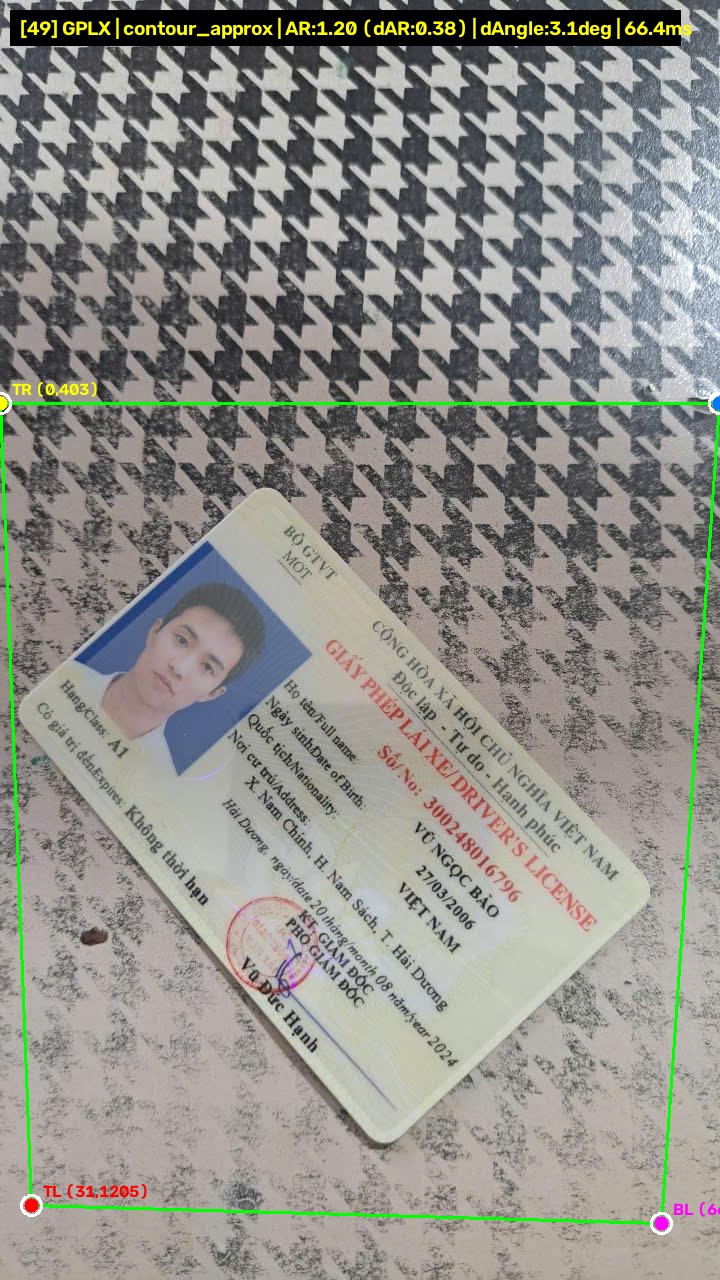 [49] GPLX | contour_approx | AR:1.20 (dAR:0.38) | dAngle:3.1deg | 66.4ms
TR (0,403)
BỘ GTVT
MOT
CỘNG HÒA XÃ HỘI CHỦ NGHĨA VIỆT NAM
Độc lập - Tự do - Hạnh phúc
GIẤY PHÉP LÁI XE/DRIVER'S LICENSE
Số/No: 300248016796
Họ tên/Full name: VŨ NGỌC BẢO
Ngày sinh/Date of Birth: 27/03/2006
Quốc tịch/Nationality: VIỆT NAM
Nơi cư trú/Address:
X. Nam Chính, H. Nam Sách, T. Hải Dương
Hải Dương, ngày/date 20 tháng/month 08 năm/year 2024
KT. GIÁM ĐỐC
PHÓ GIÁM ĐỐC
Vũ Đức Hạnh
Hạng/Class: A1
Có giá trị đến/Expires: Không thời hạn
TL (31,1205)
BL (6